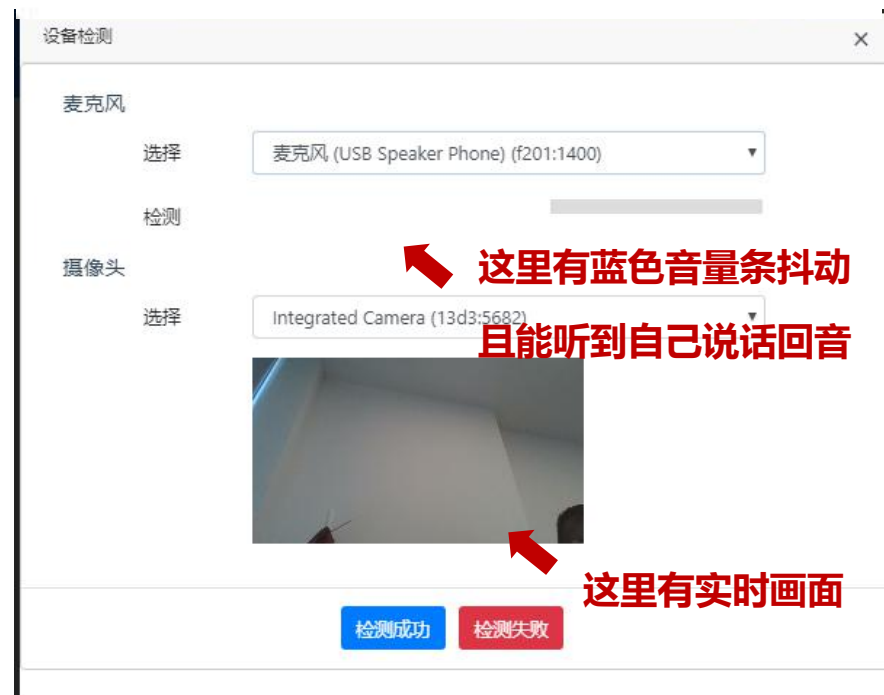 设备检测
麦克风
选择
麦克风 (USB Speaker Phone) (f201:1400)
检测
这里有蓝色音量条抖动
摄像头
选择
Integrated Camera (13d3:5682)
且能听到自己说话回音
这里有实时画面
检测成功
检测失败